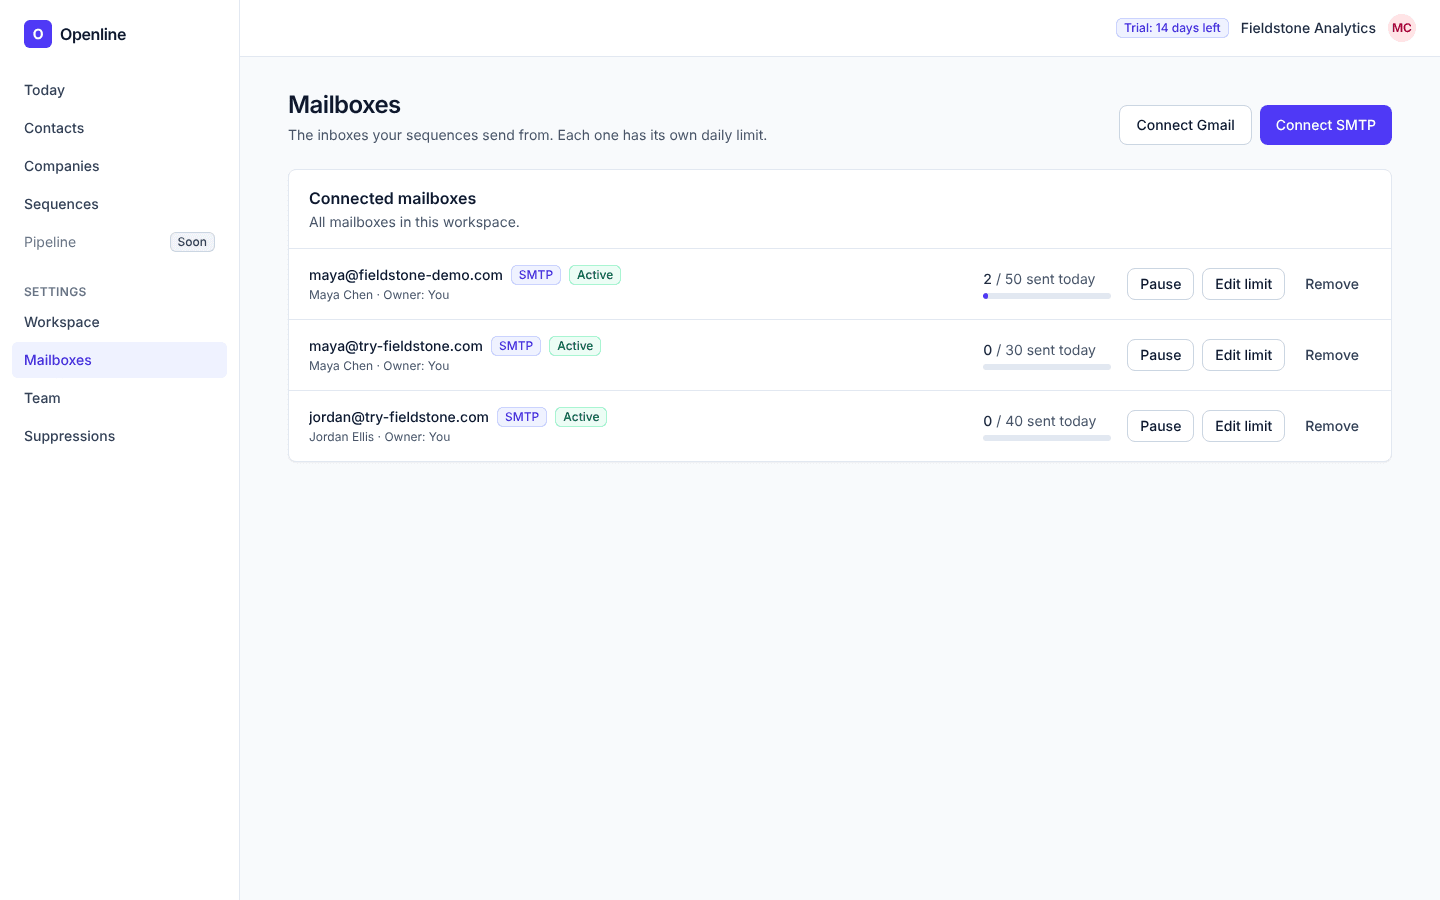 O Openline
Trial: 14 days left Fieldstone Analytics MC
Today
Contacts
Companies
Sequences
Pipeline Soon
SETTINGS
Workspace
Mailboxes
Team
Suppressions
Mailboxes
The inboxes your sequences send from. Each one has its own daily limit.
Connect Gmail Connect SMTP
Connected mailboxes
All mailboxes in this workspace.
maya@fieldstone-demo.com SMTP Active
Maya Chen · Owner: You
2 / 50 sent today Pause Edit limit Remove
maya@try-fieldstone.com SMTP Active
Maya Chen · Owner: You
0 / 30 sent today Pause Edit limit Remove
jordan@try-fieldstone.com SMTP Active
Jordan Ellis · Owner: You
0 / 40 sent today Pause Edit limit Remove